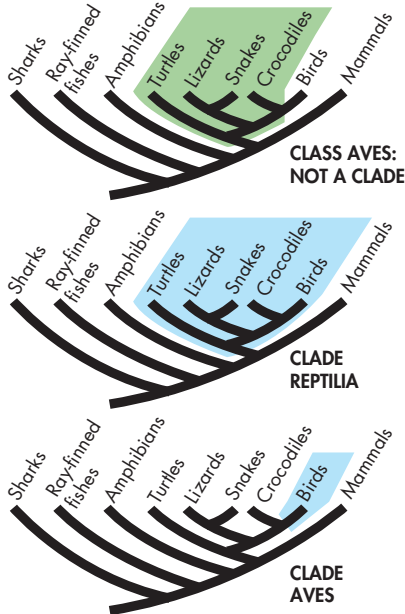 Sharks
Ray-finned
fishes
Amphibians
Turtles
Lizards
Snakes
Crocodiles
Birds
Mammals
CLASS AVES:
NOT A CLADE
Sharks
Ray-finned
fishes
Amphibians
Turtles
Lizards
Snakes
Crocodiles
Birds
Mammals
CLADE
REPTILIA
Sharks
Ray-finned
fishes
Amphibians
Turtles
Lizards
Snakes
Crocodiles
Birds
Mammals
CLADE
AVES